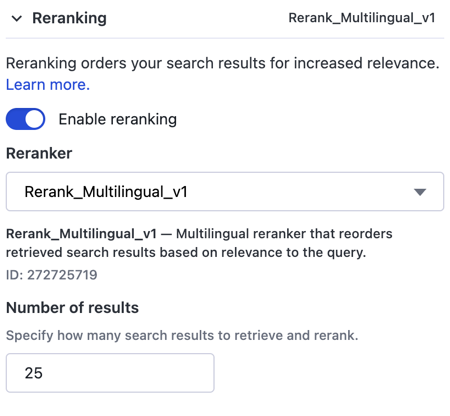 Reranking Rerank_Multilingual_v1
Reranking orders your search results for increased relevance.
Learn more.
Enable reranking
Reranker
Rerank_Multilingual_v1
Rerank_Multilingual_v1 — Multilingual reranker that reorders
retrieved search results based on relevance to the query.
ID: 272725719
Number of results
Specify how many search results to retrieve and rerank.
25